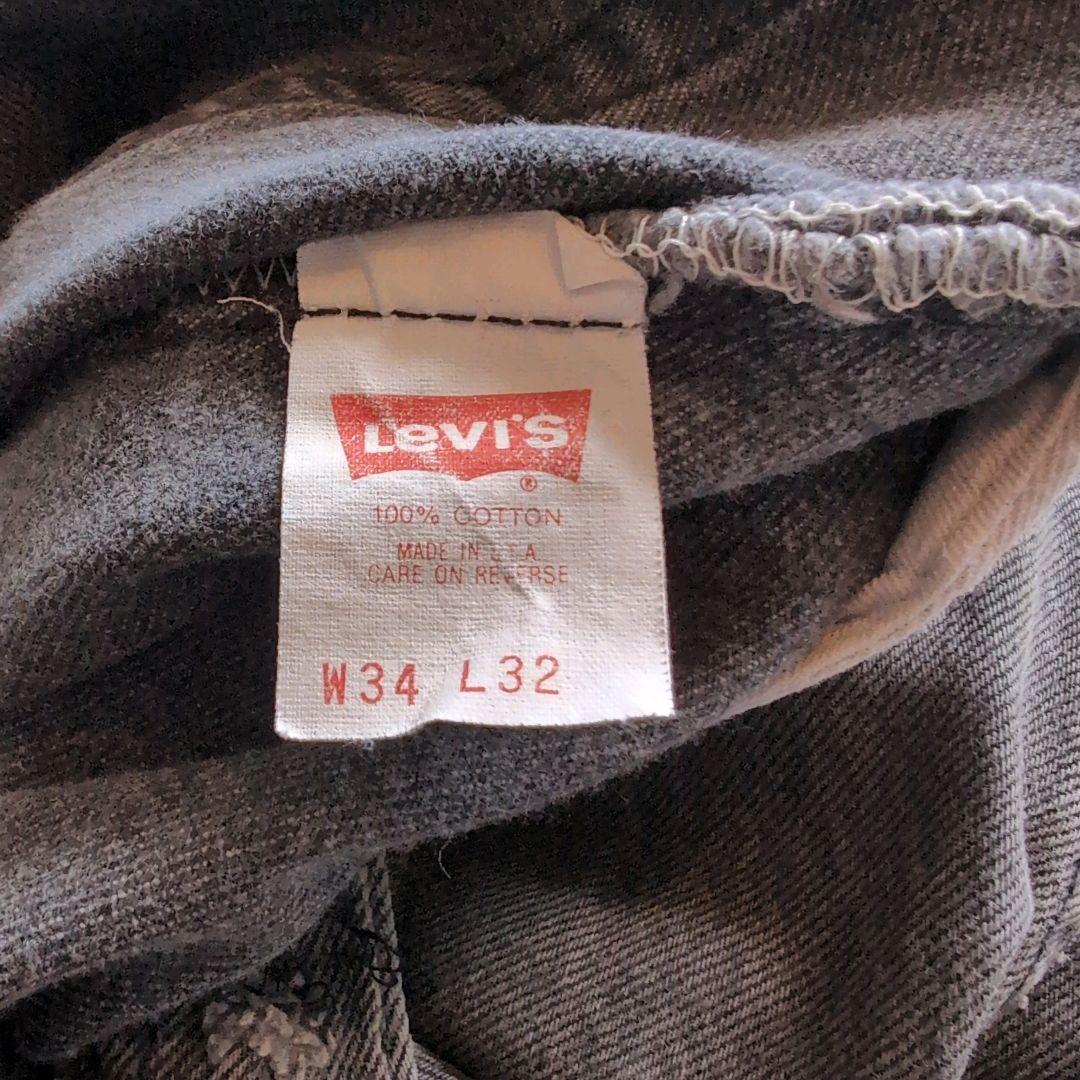 Levi's
®
100% COTTON
MADE IN U.S.A.
CARE ON REVERSE
W34 L32